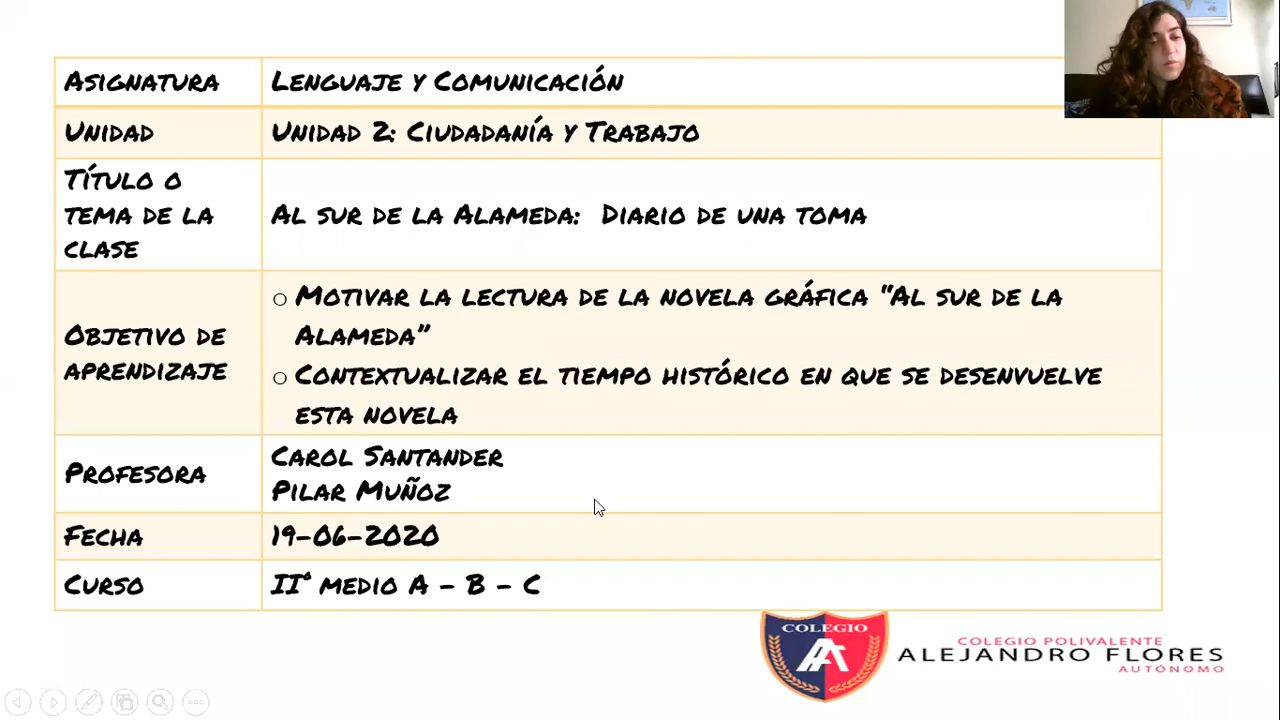 Asignatura
Lenguaje y Comunicación
Unidad
Unidad 2: Ciudadanía y Trabajo
Título o
tema de la
clase
Al sur de la Alameda: Diario de una toma
Objetivo de
aprendizaje
o Motivar la lectura de la novela gráfica "Al sur de la
Alameda"
o Contextualizar el tiempo histórico en que se desenvuelve
esta novela
Profesora
Carol Santander
Pilar Muñoz
Fecha
19-06-2020
Curso
II° medio A - B - C
COLEGIO
AA
COLEGIO POLIVALENTE
ALEJANDRO FLORES
AUTÓNOMO